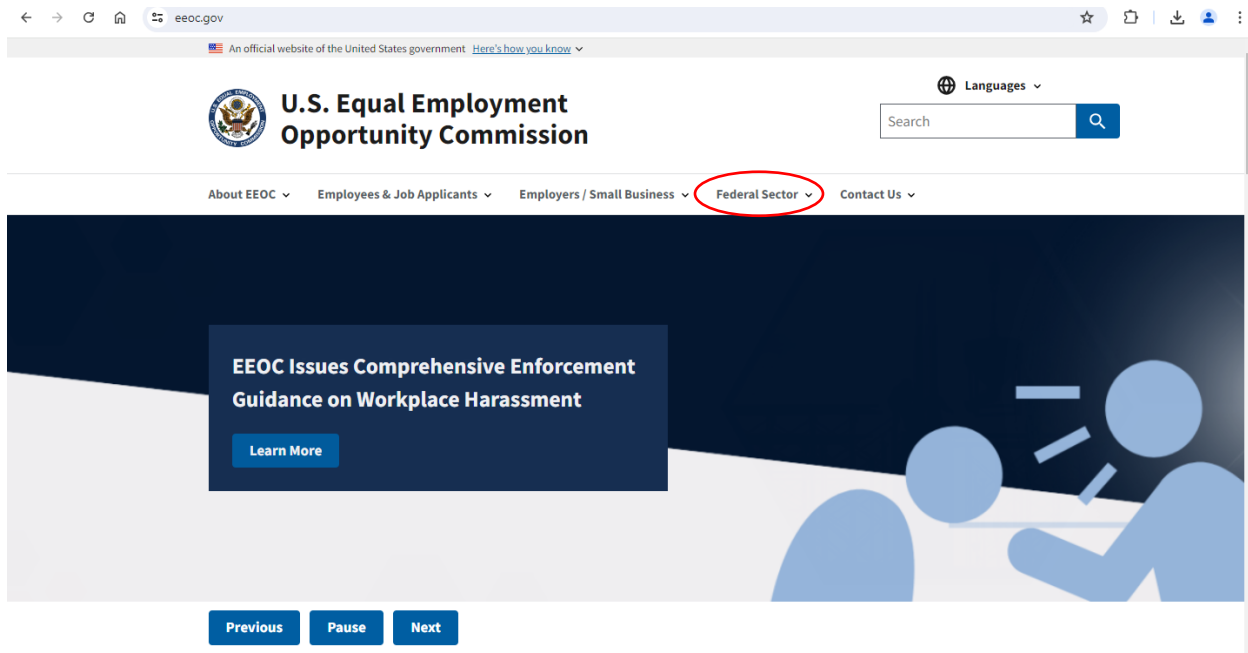 eeoc.gov
An official website of the United States government Here's how you know
U.S. Equal Employment
Opportunity Commission
Languages
Search
About EEOC Employees & Job Applicants Employers / Small Business Federal Sector Contact Us
EEOC Issues Comprehensive Enforcement
Guidance on Workplace Harassment
Learn More
Previous Pause Next